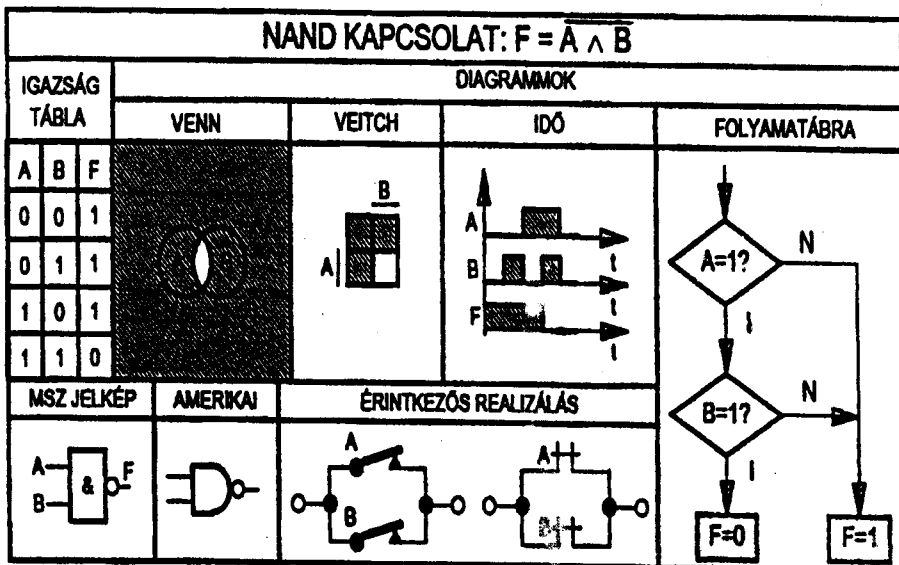 NAND KAPCSOLAT: F = A ∧ B
IGAZSÁG
TÁBLA
DIAGRAMMOK
VENN
VEITCH
IDŐ
FOLYAMATÁBRA
A B F
0 0 1
0 1 1
1 0 1
1 1 0
B
A
A
t
B
t
F
t
A=1?
N
I
B=1?
N
I
F=0
F=1
MSZ JELKÉP
AMERIKAI
ÉRINTKEZŐS REALIZÁLÁS
A
B
&
F
A
B
A
B